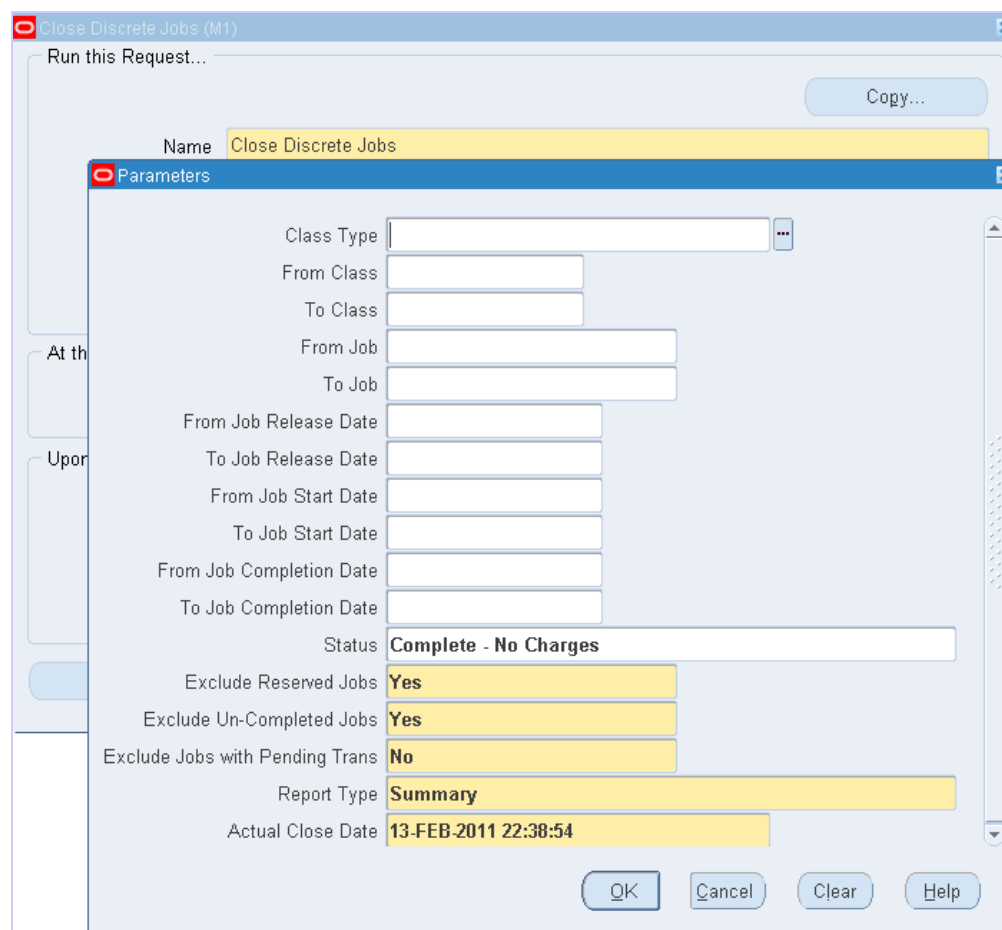 Close Discrete Jobs (M1)
Run this Request...
Copy...
Name Close Discrete Jobs
Parameters
Class Type
...
From Class
To Class
From Job
At th
To Job
From Job Release Date
Upor
To Job Release Date
From Job Start Date
To Job Start Date
From Job Completion Date
To Job Completion Date
Status Complete - No Charges
Exclude Reserved Jobs Yes
Exclude Un-Completed Jobs Yes
Exclude Jobs with Pending Trans No
Report Type Summary
Actual Close Date 13-FEB-2011 22:38:54
OK Cancel Clear Help